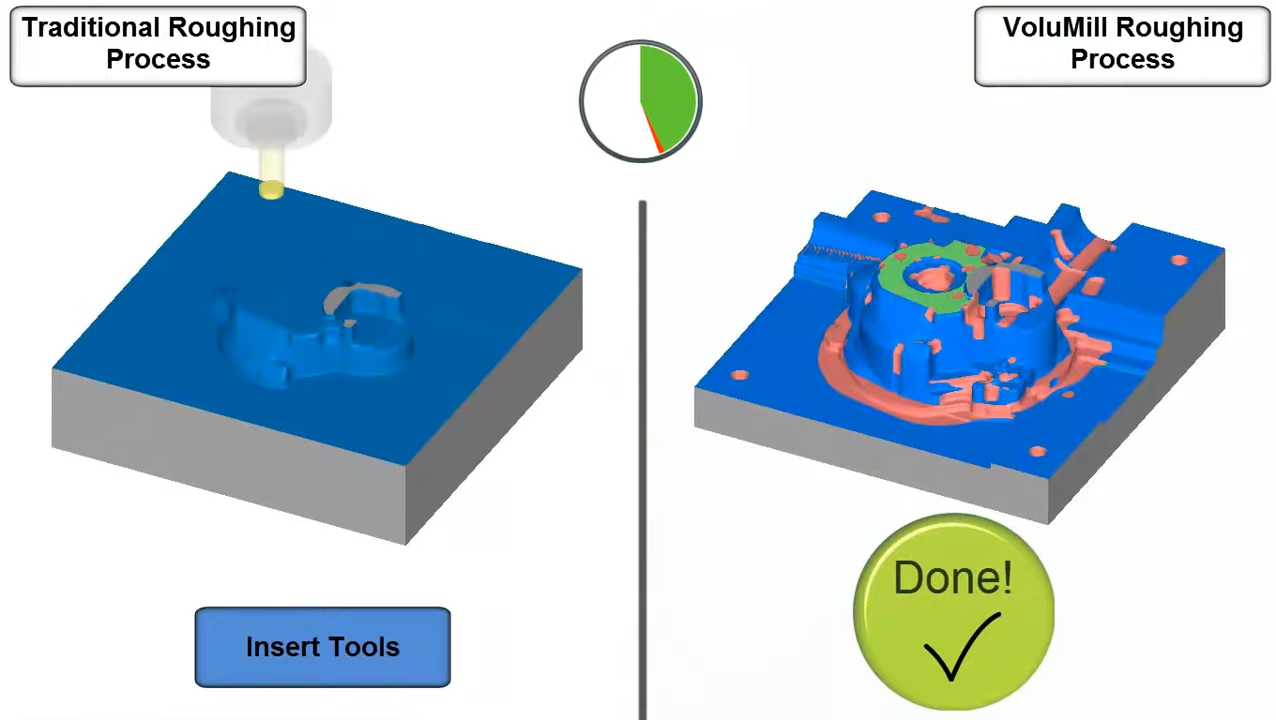 Traditional Roughing
Process
VoluMill Roughing
Process
Insert Tools
Done!